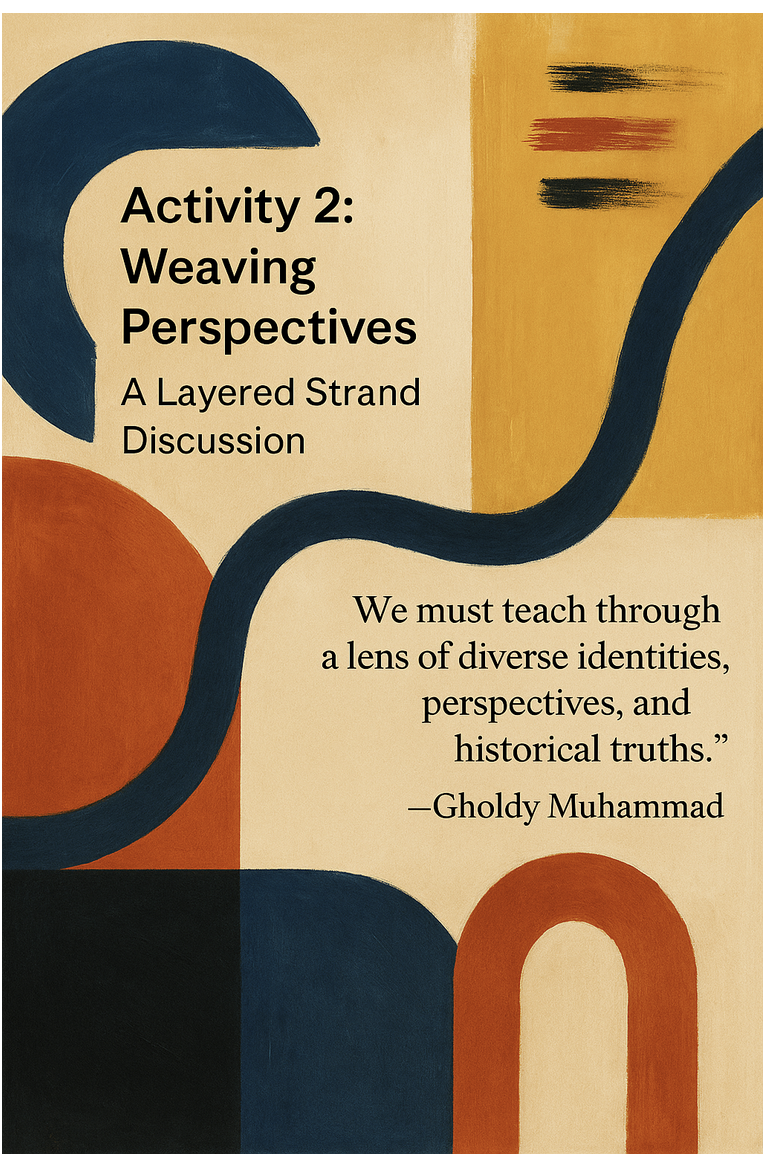 Activity 2:
Weaving
Perspectives
A Layered Strand
Discussion
We must teach through
a lens of diverse identities,
perspectives, and
historical truths.”
—Gholdy Muhammad